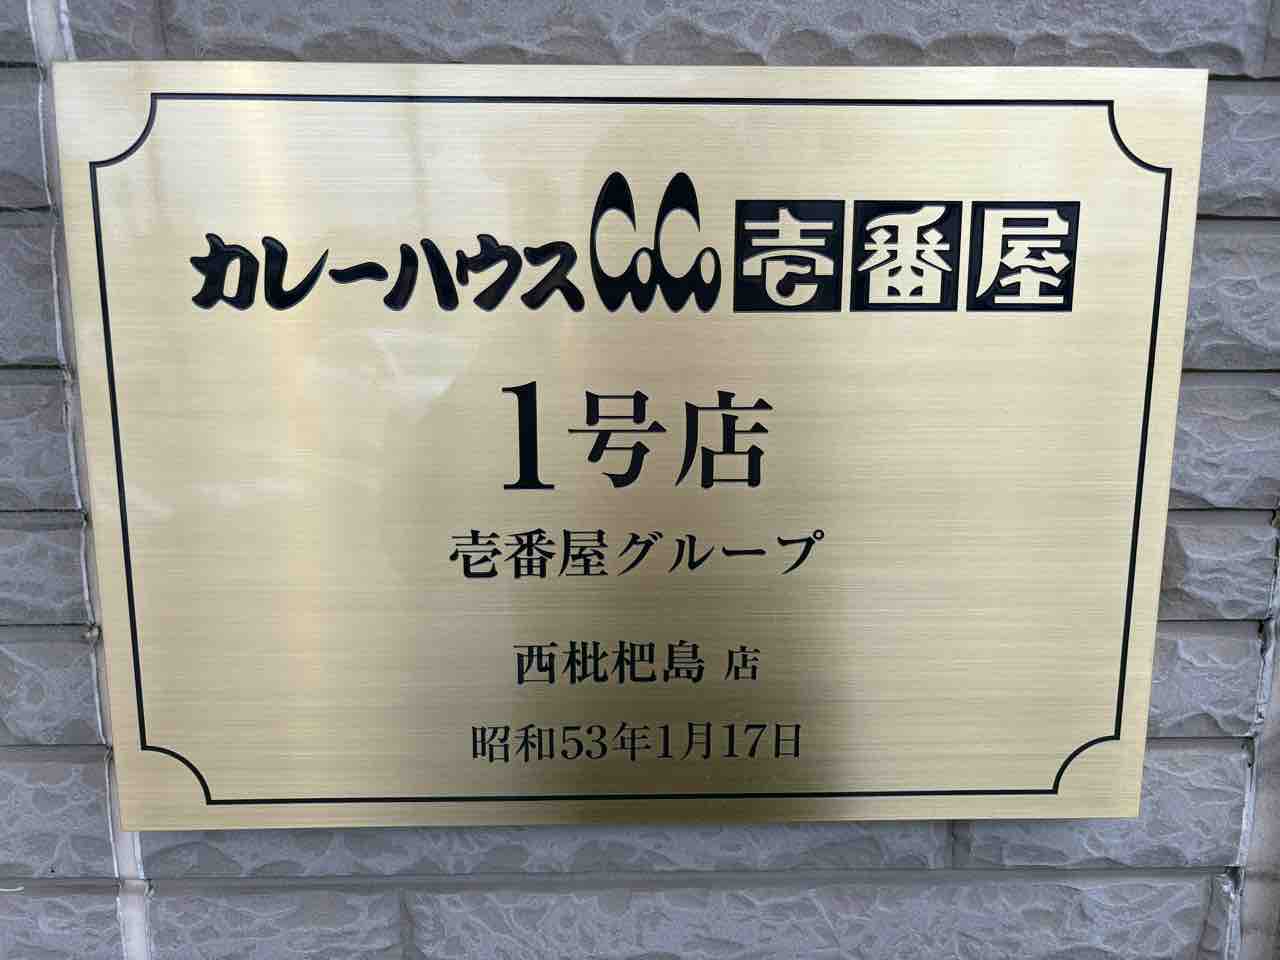 カレーハウスCoCo壱番屋
1号店
壱番屋グループ
西枇杷島 店
昭和53年1月17日